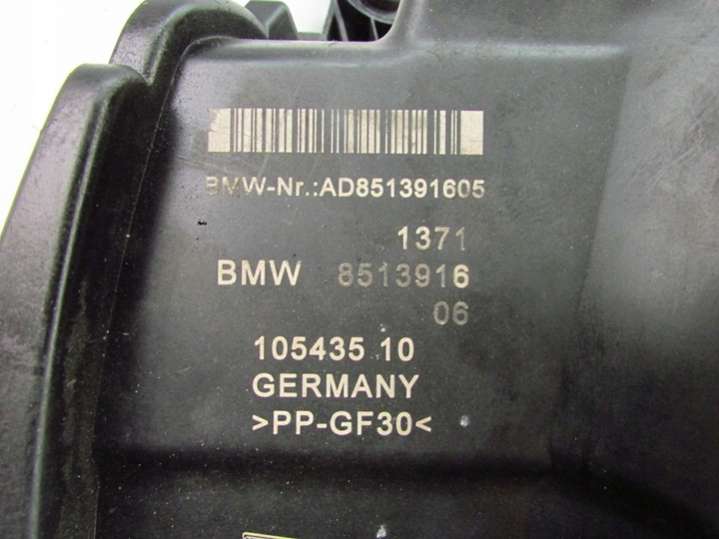 BMW-Nr.:AD851391605
1371
BMW 8513916
06
105435 10
GERMANY
>PP-GF30<